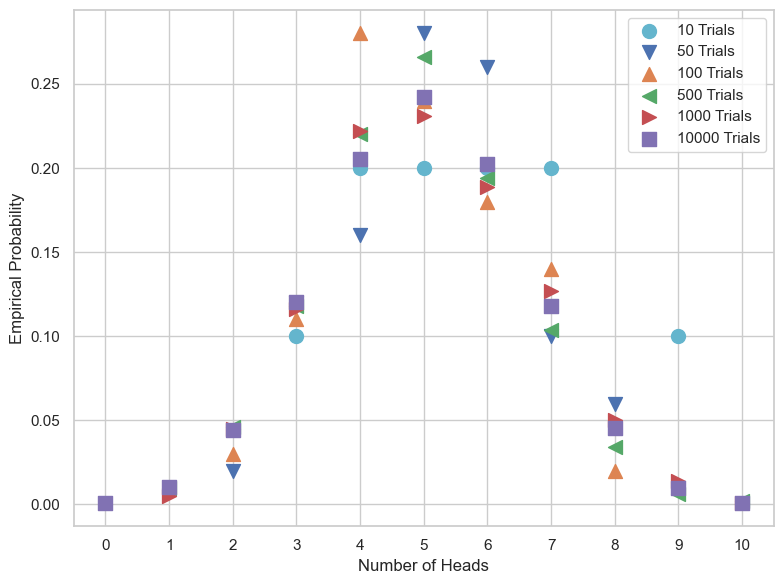 10 Trials
50 Trials
100 Trials
500 Trials
1000 Trials
10000 Trials
Empirical Probability
0.25
0.20
0.15
0.10
0.05
0.00
0 1 2 3 4 5 6 7 8 9 10
Number of Heads